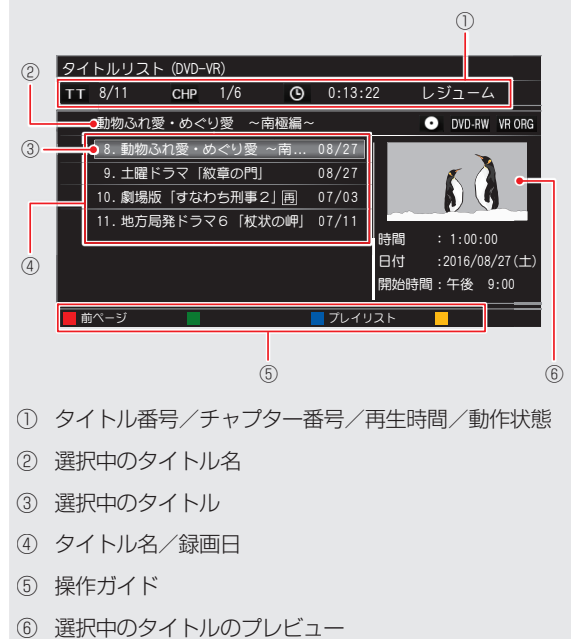 ①
タイトルリスト (DVD-VR)
②
TT 8/11 CHP 1/6 0:13:22 レジューム
動物ふれ愛・めぐり愛 ～南極編～ DVD-RW VR ORG
③
8. 動物ふれ愛・めぐり愛 ～南... 08/27
9. 土曜ドラマ「紋章の門」 08/27
10. 劇場版「すなわち刑事２」再 07/03
11. 地方局発ドラマ６「杖状の岬」 07/11
時間 : 1:00:00
④
日付 :2016/08/27(土)
開始時間：午後 9:00
前ページ プレイリスト
⑤
⑥
① タイトル番号／チャプター番号／再生時間／動作状態
② 選択中のタイトル名
③ 選択中のタイトル
④ タイトル名／録画日
⑤ 操作ガイド
⑥ 選択中のタイトルのプレビュー